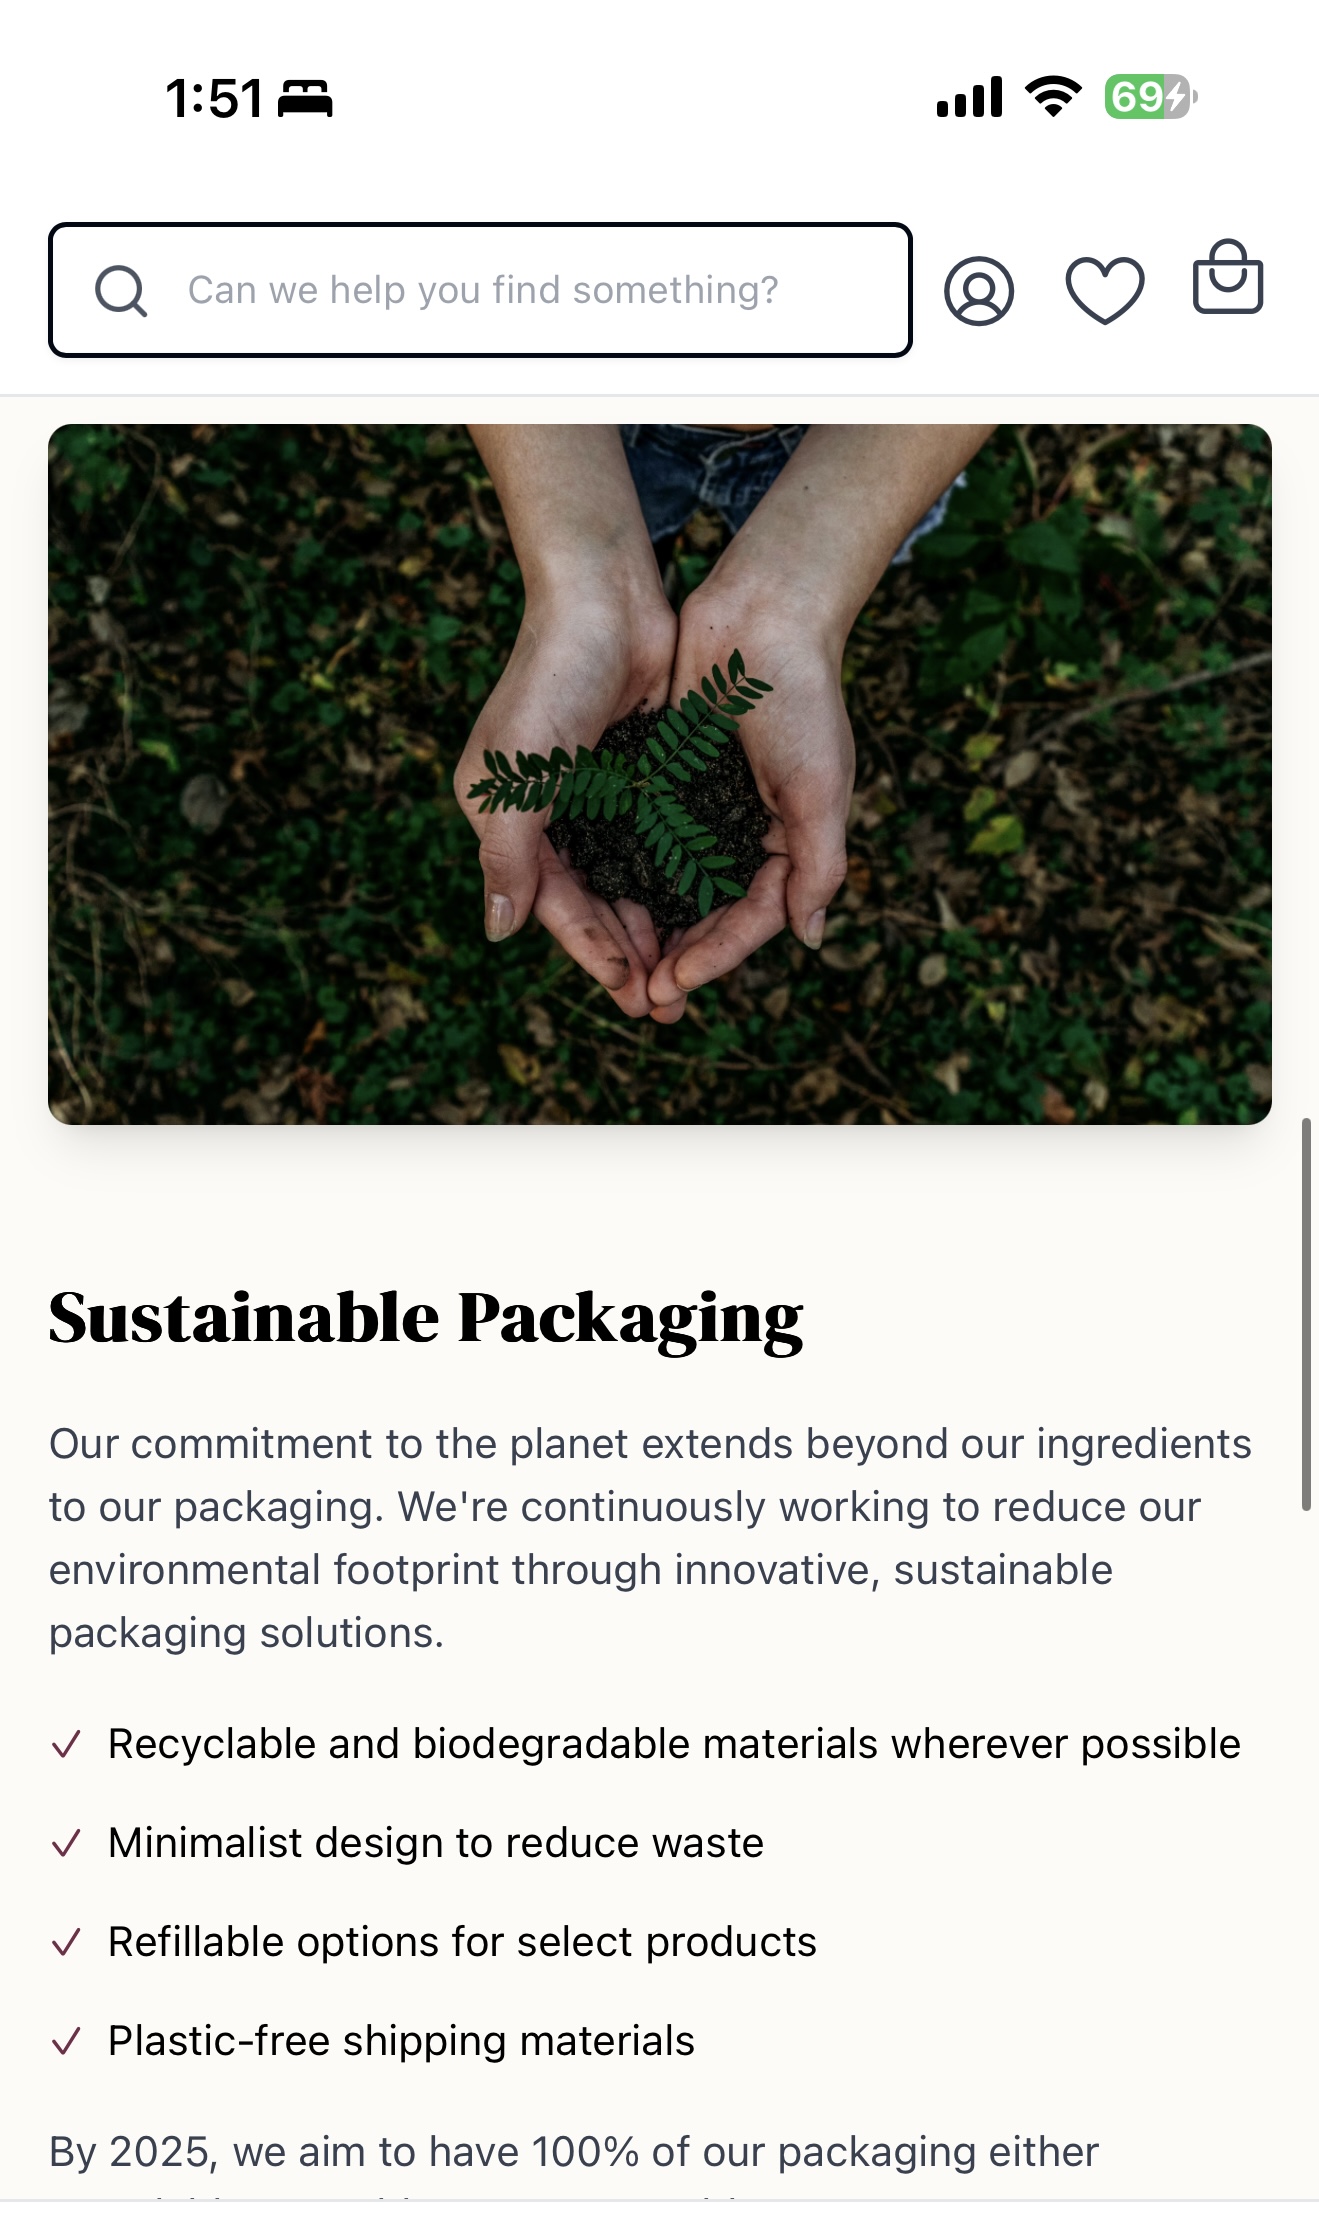 1:51
69
Can we help you find something?
Sustainable Packaging
Our commitment to the planet extends beyond our ingredients
to our packaging. We're continuously working to reduce our
environmental footprint through innovative, sustainable
packaging solutions.
✓ Recyclable and biodegradable materials wherever possible
✓ Minimalist design to reduce waste
✓ Refillable options for select products
✓ Plastic-free shipping materials
By 2025, we aim to have 100% of our packaging either